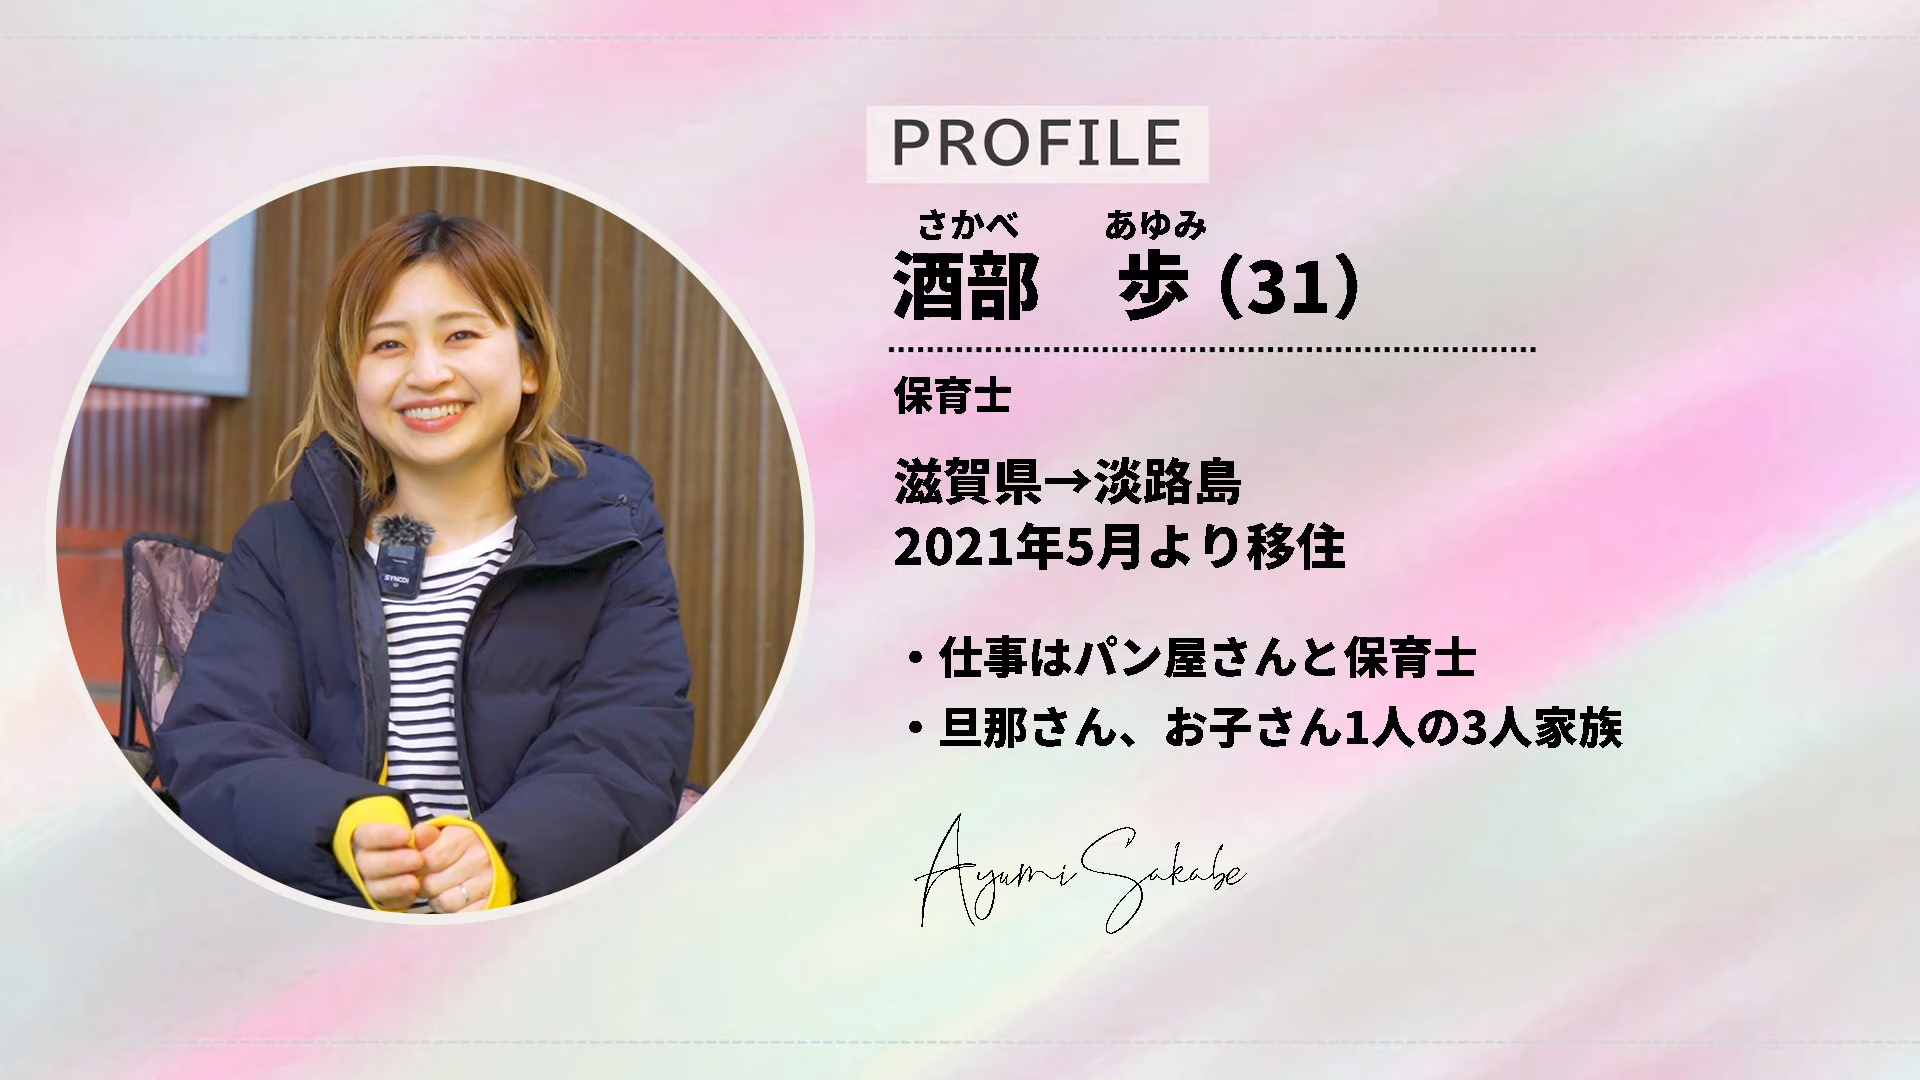 PROFILE
さかべ　あゆみ
酒部　歩（31）
保育士
滋賀県→淡路島
2021年5月より移住
・仕事はパン屋さんと保育士
・旦那さん、お子さん1人の3人家族
Ayumi Sakabe
SYNCO